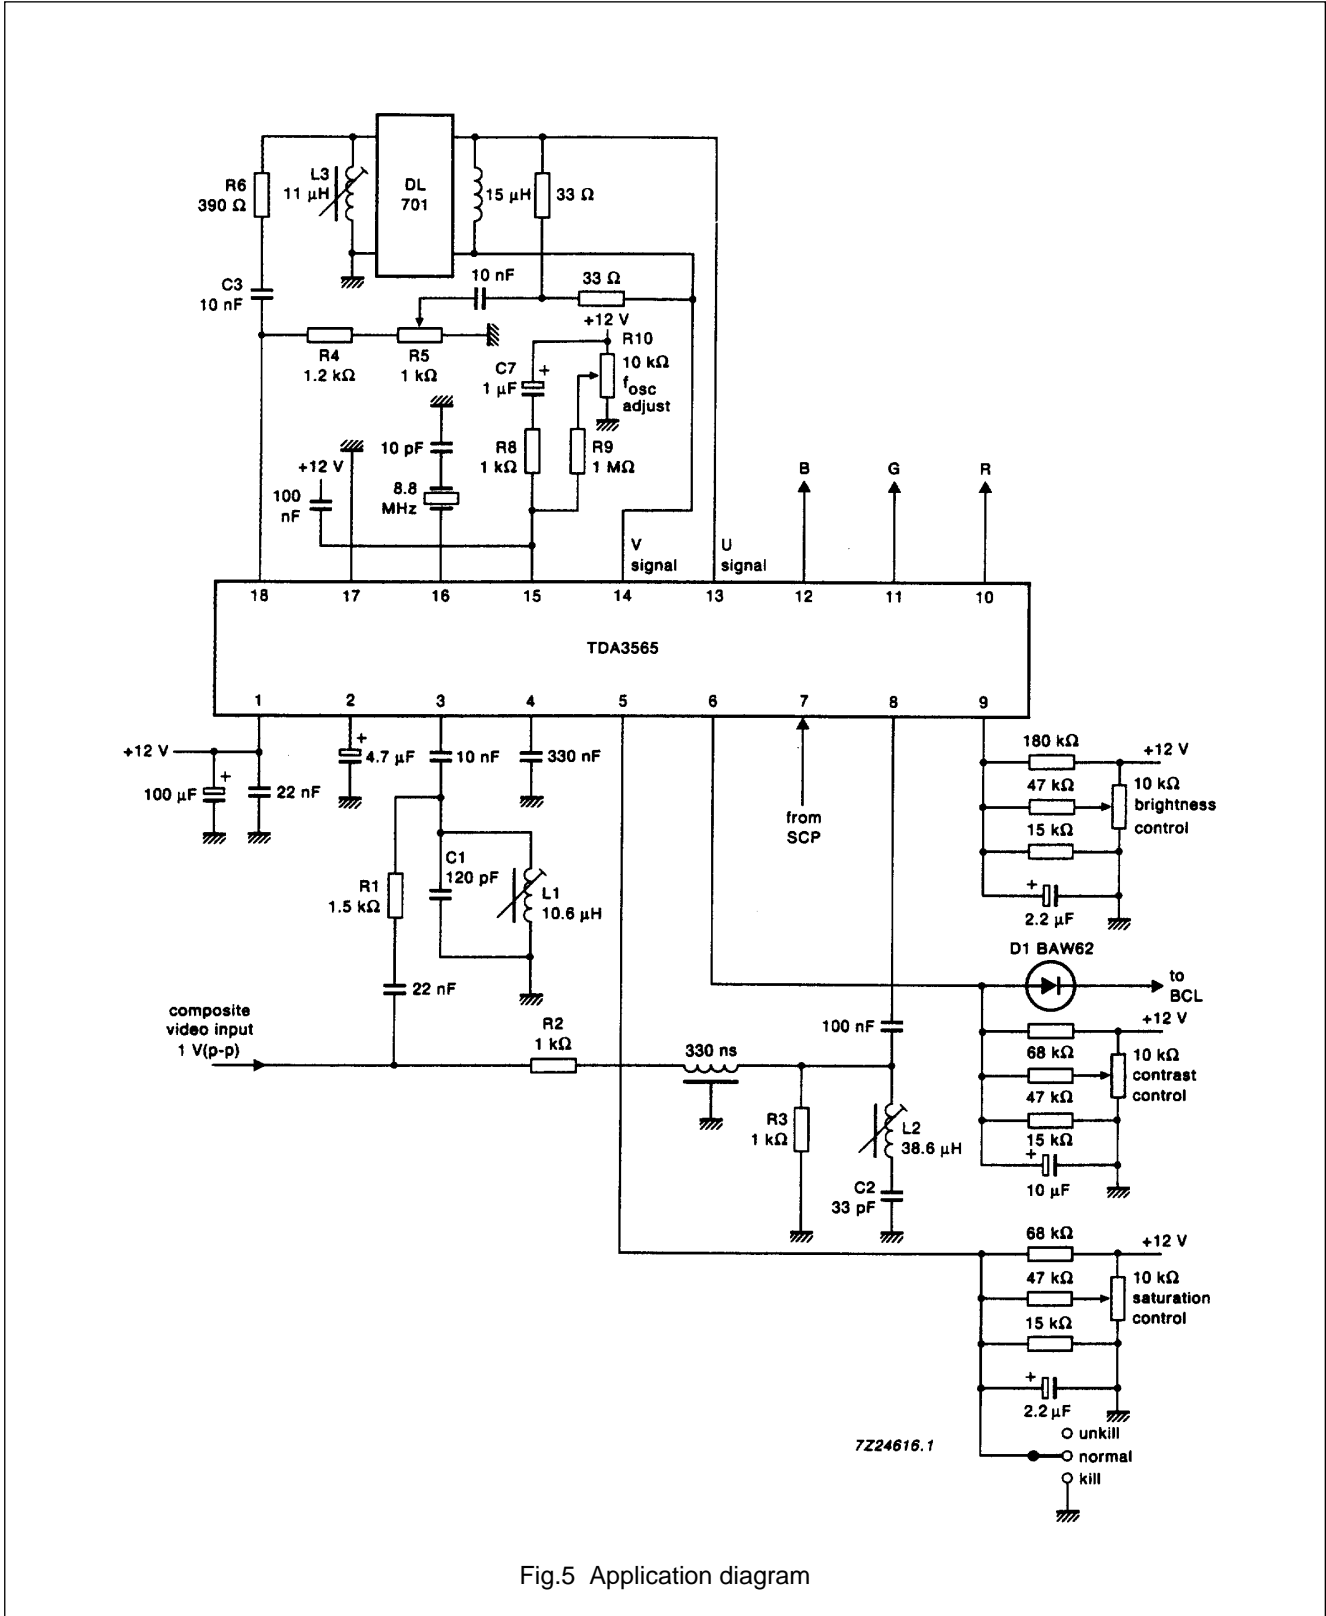 L3
11 µH
DL
701
15 µH
33 Ω
R6
390 Ω
C3
10 nF
10 nF
33 Ω
+12 V
R4
1.2 kΩ
R5
1 kΩ
C7
1 µF
+
R10
10 kΩ
fosc
adjust
10 pF
R8
1 kΩ
R9
1 MΩ
+12 V
100
nF
8.8
MHz
B
G
R
V
signal
U
signal
18
17
16
15
14
13
12
11
10
TDA3565
1
2
3
4
5
6
7
8
9
+12 V
+
100 µF
22 nF
+
4.7 µF
10 nF
330 nF
from
SCP
180 kΩ
+12 V
47 kΩ
10 kΩ
brightness
control
15 kΩ
+
2.2 µF
R1
1.5 kΩ
C1
120 pF
L1
10.6 µH
22 nF
D1 BAW62
to
BCL
composite
video input
1 V(p-p)
R2
1 kΩ
330 ns
100 nF
+12 V
68 kΩ
10 kΩ
contrast
control
47 kΩ
15 kΩ
+
10 µF
R3
1 kΩ
L2
38.6 µH
C2
33 pF
68 kΩ
+12 V
47 kΩ
10 kΩ
saturation
control
15 kΩ
+
2.2 µF
unkill
normal
kill
7Z24616.1
Fig.5 Application diagram